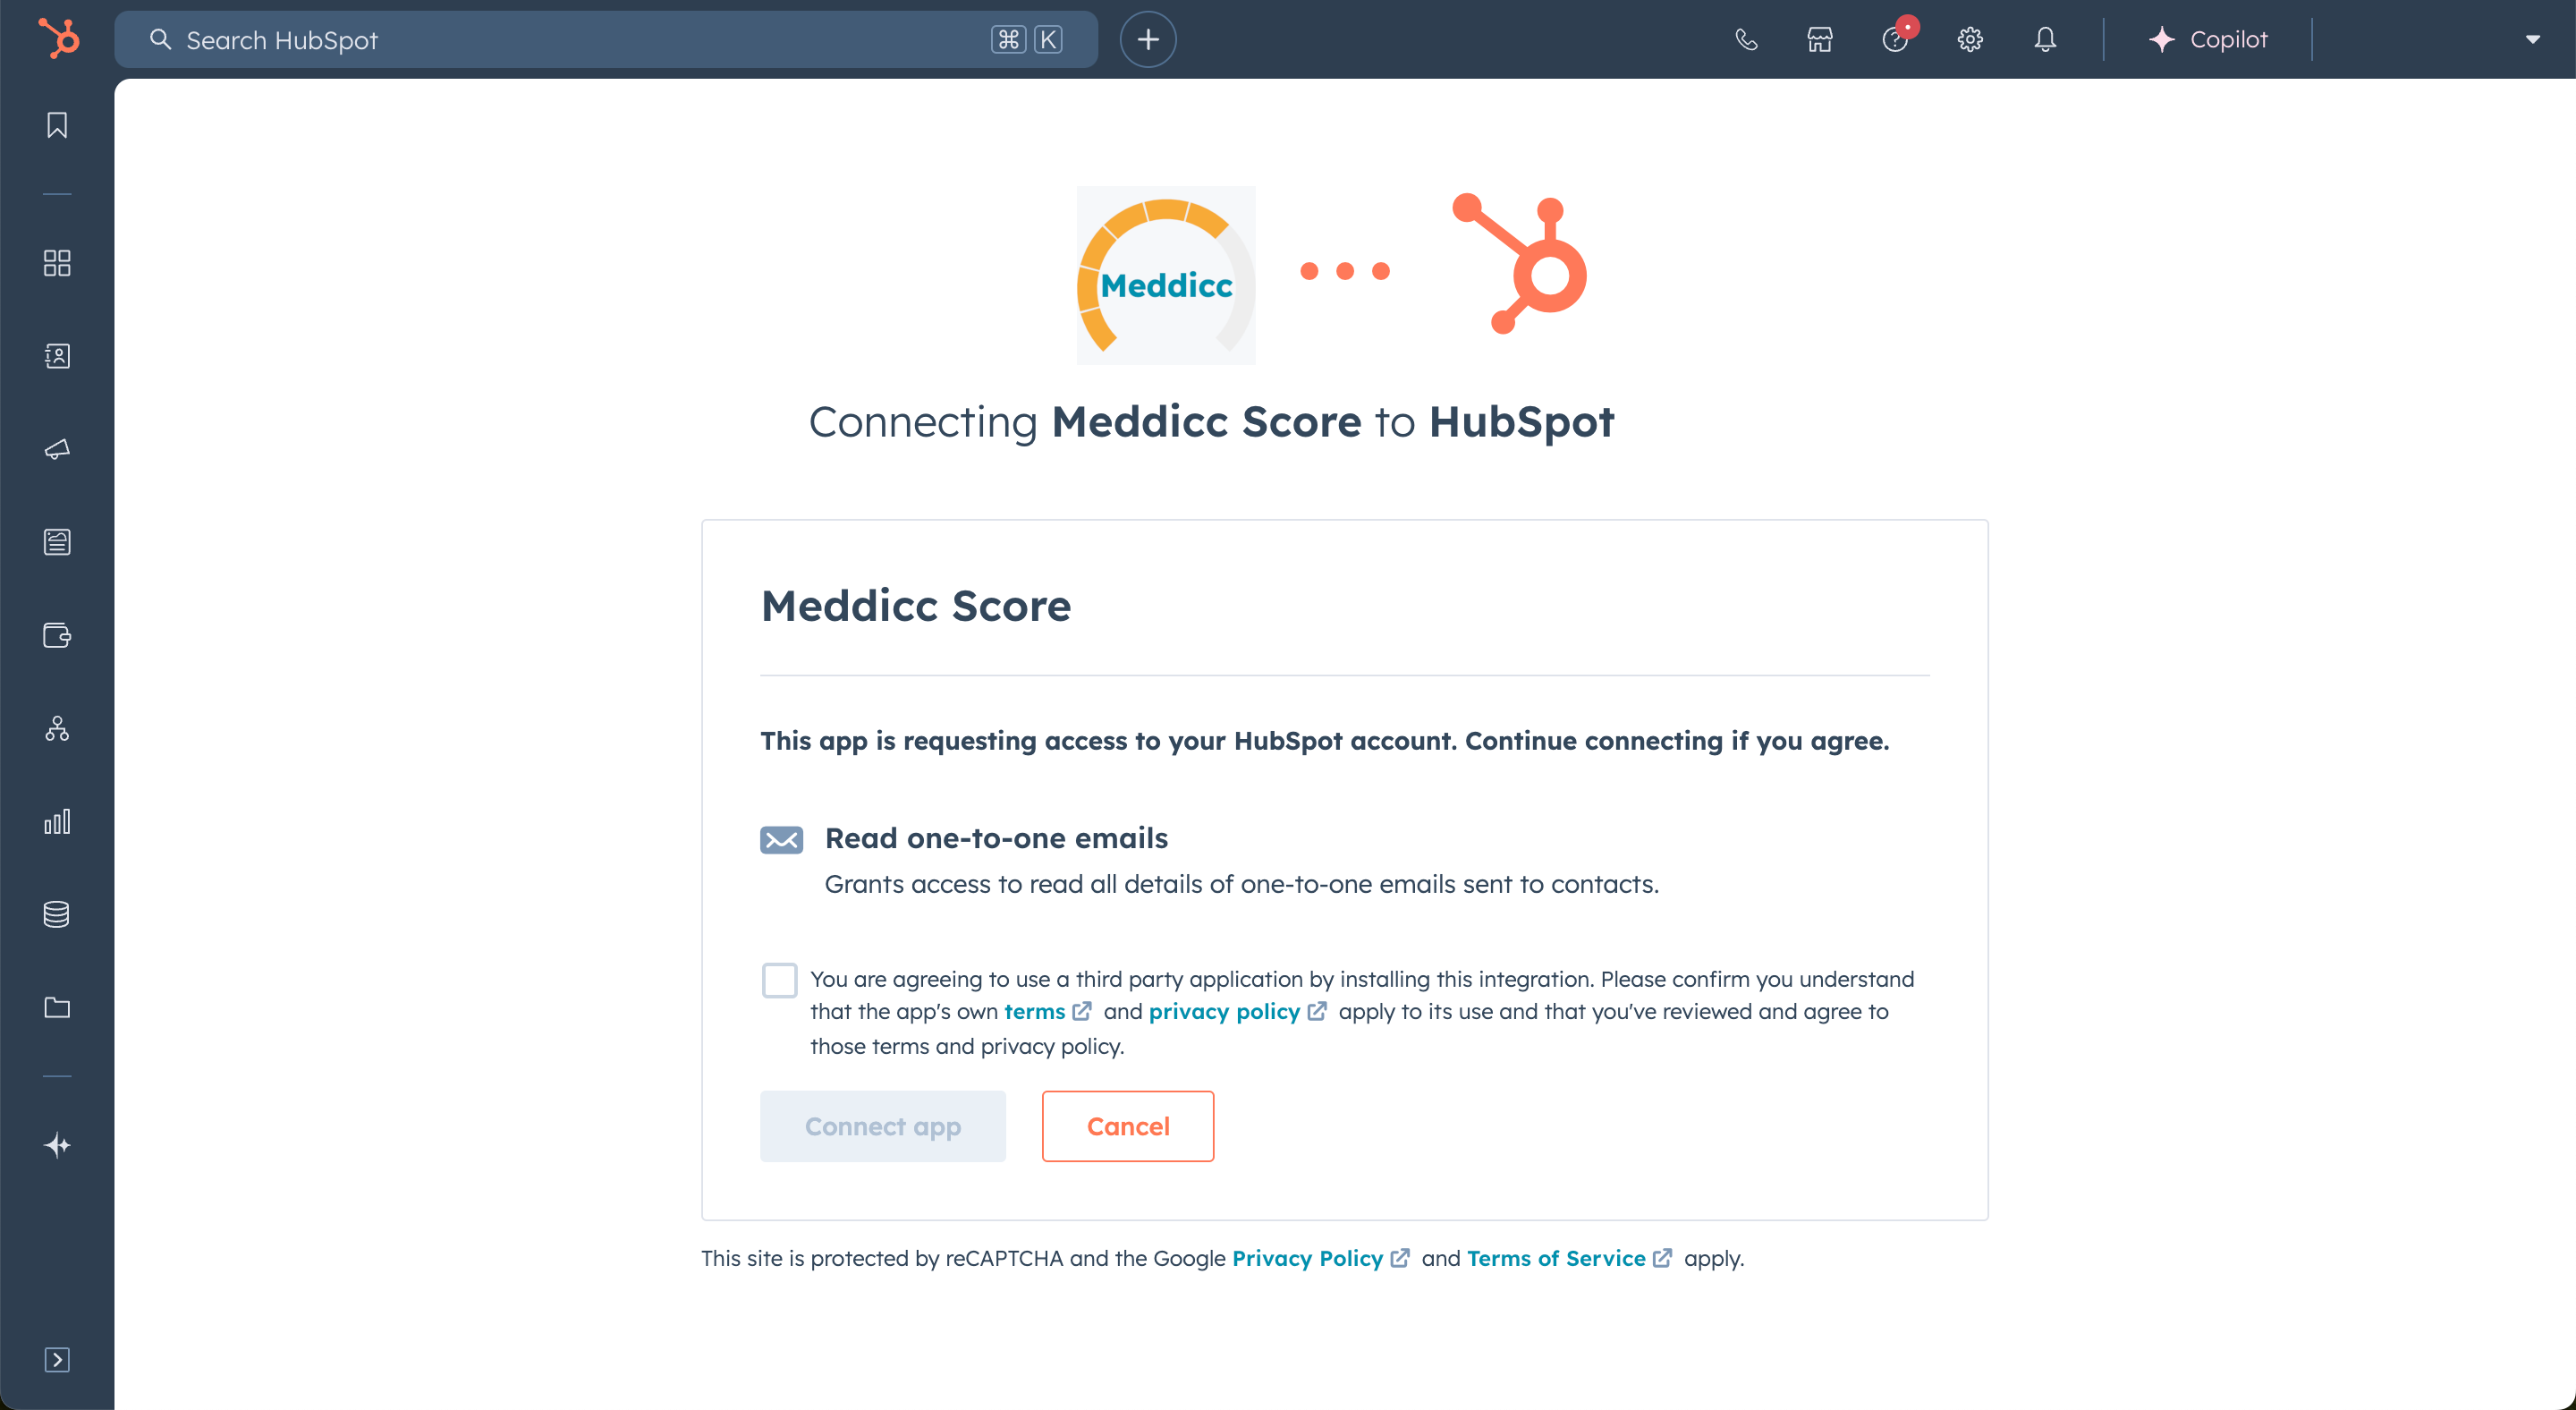 Search HubSpot ⌘ K
Copilot
Meddicc
Connecting Meddicc Score to HubSpot
Meddicc Score
This app is requesting access to your HubSpot account. Continue connecting if you agree.
Read one-to-one emails
Grants access to read all details of one-to-one emails sent to contacts.
You are agreeing to use a third party application by installing this integration. Please confirm you understand
that the app's own terms and privacy policy apply to its use and that you've reviewed and agree to
those terms and privacy policy.
Connect app Cancel
This site is protected by reCAPTCHA and the Google Privacy Policy and Terms of Service apply.